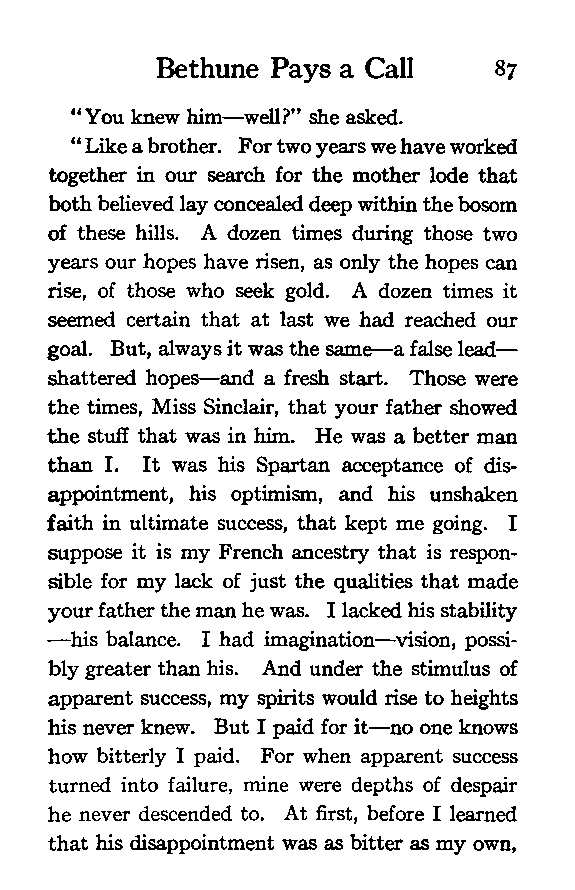 Bethune Pays a Call 87
“You knew him—well?” she asked.
“Like a brother. For two years we have worked
together in our search for the mother lode that
both believed lay concealed deep within the bosom
of these hills. A dozen times during those two
years our hopes have risen, as only the hopes can
rise, of those who seek gold. A dozen times it
seemed certain that at last we had reached our
goal. But, always it was the same—a false lead—
shattered hopes—and a fresh start. Those were
the times, Miss Sinclair, that your father showed
the stuff that was in him. He was a better man
than I. It was his Spartan acceptance of dis-
appointment, his optimism, and his unshaken
faith in ultimate success, that kept me going. I
suppose it is my French ancestry that is respon-
sible for my lack of just the qualities that made
your father the man he was. I lacked his stability
—his balance. I had imagination—vision, possi-
bly greater than his. And under the stimulus of
apparent success, my spirits would rise to heights
his never knew. But I paid for it—no one knows
how bitterly I paid. For when apparent success
turned into failure, mine were depths of despair
he never descended to. At first, before I learned
that his disappointment was as bitter as my own,